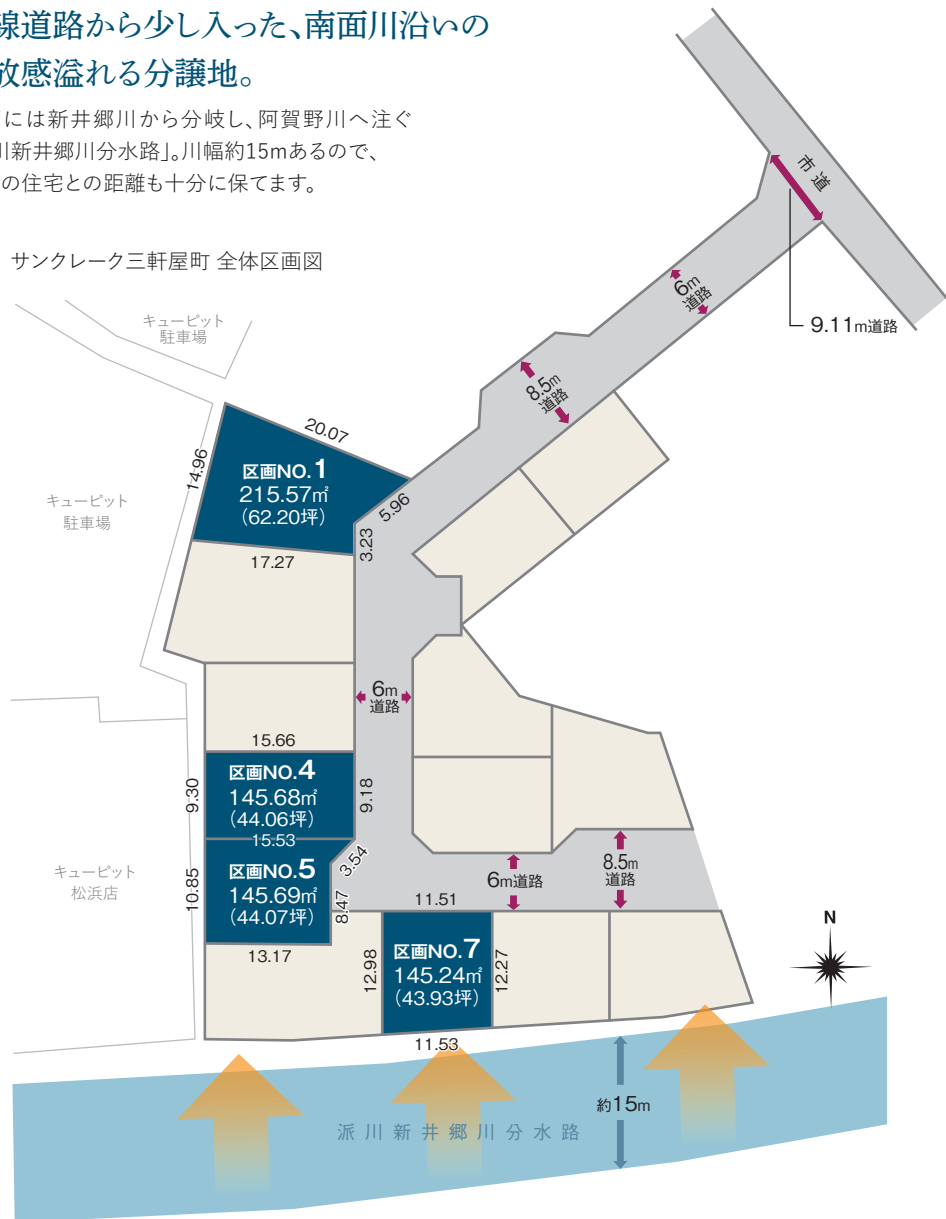 線道路から少し入った、南面川沿いの
放感溢れる分譲地。
には新井郷川から分岐し、阿賀野川へ注ぐ
川新井郷川分水路」。川幅約15mあるので、
の住宅との距離も十分に保てます。
サンクレーク三軒屋町 全体区画図
市道
9.11m道路
6m
道路
8.5m
道路
キューピット
駐車場
20.07
14.96
区画NO.1
215.57㎡
(62.20坪)
5.96
3.23
17.27
キューピット
駐車場
6m
道路
15.66
9.30
区画NO.4
145.68㎡
(44.06坪)
9.18
15.53
10.85
区画NO.5
145.69㎡
(44.07坪)
3.54
8.47
13.17
キューピット
松浜店
6m道路
8.5m
道路
11.51
12.98
区画NO.7
145.24㎡
(43.93坪)
12.27
11.53
N
約15m
派川新井郷川分水路